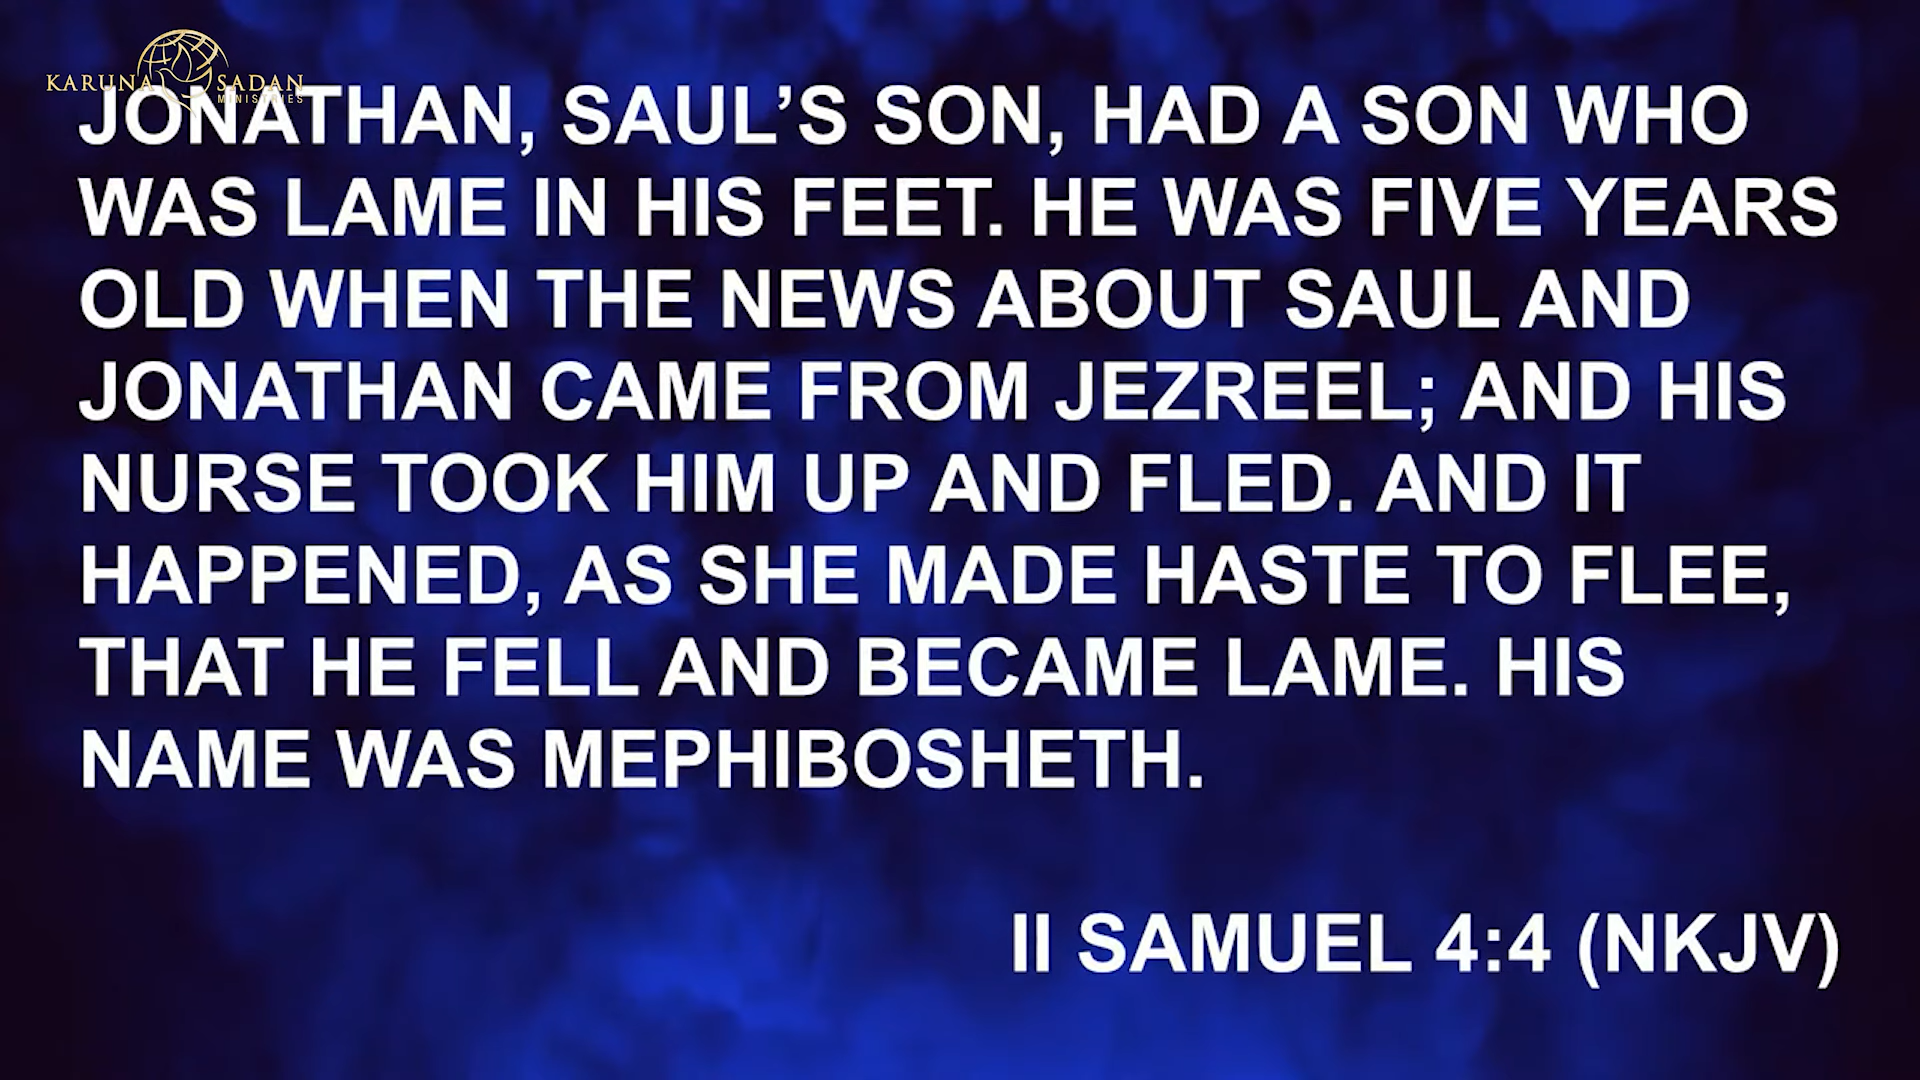 KARUNA SADAN
MINISTRIES
JONATHAN, SAUL’S SON, HAD A SON WHO
WAS LAME IN HIS FEET. HE WAS FIVE YEARS
OLD WHEN THE NEWS ABOUT SAUL AND
JONATHAN CAME FROM JEZREEL; AND HIS
NURSE TOOK HIM UP AND FLED. AND IT
HAPPENED, AS SHE MADE HASTE TO FLEE,
THAT HE FELL AND BECAME LAME. HIS
NAME WAS MEPHIBOSHETH.
II SAMUEL 4:4 (NKJV)